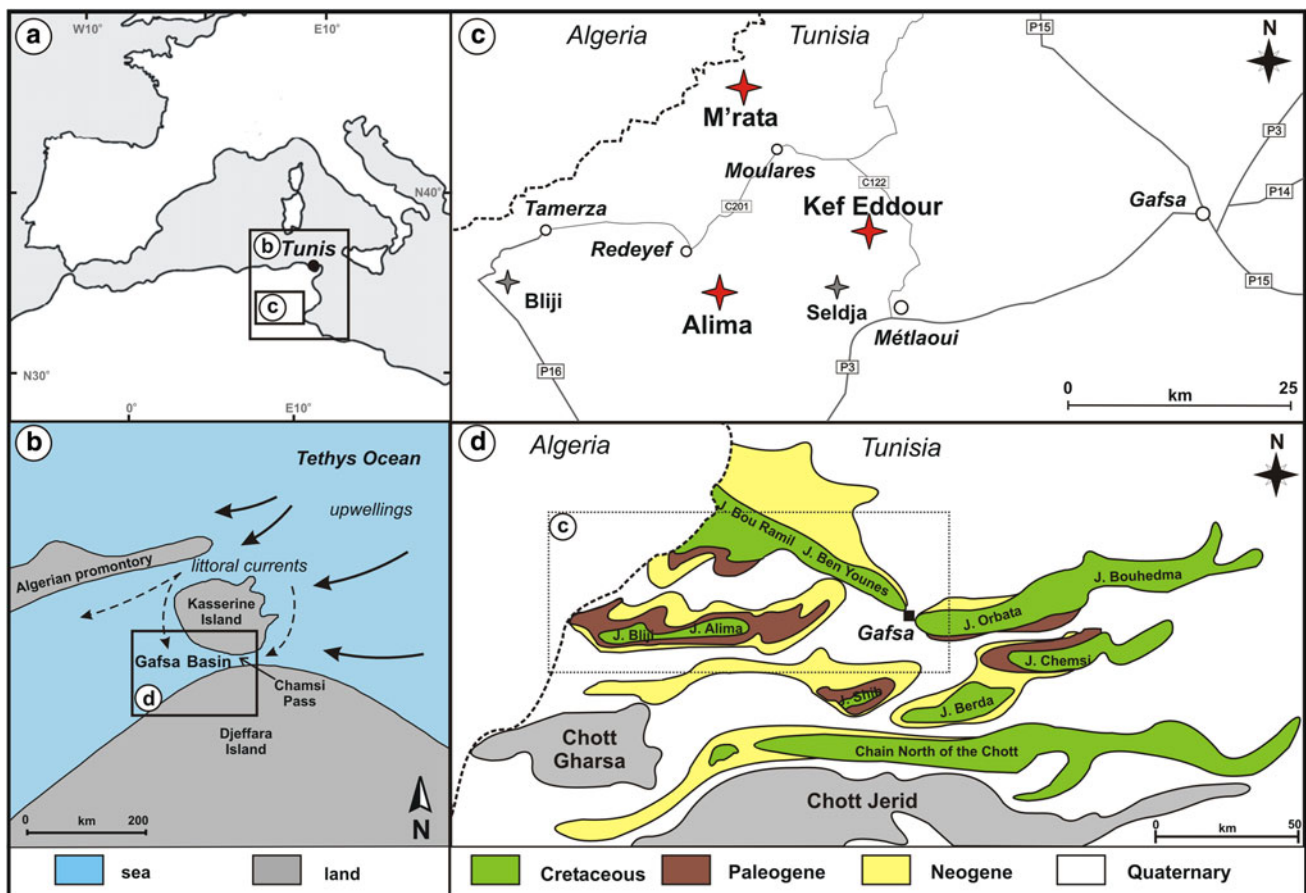 a
W10°
E10°
N40°
b
Tunis
c
N30°
0°
E10°
c
Algeria
Tunisia
P15
N
M'rata
P3
Moulares
C122
P14
C201
Kef Eddour
Gafsa
Tamerza
Redeyef
P15
Bliji
Alima
Seldja
Métlaoui
P16
P3
0
25
km
b
Tethys Ocean
upwellings
littoral currents
Algerian promontory
Kasserine
Island
Gafsa Basin
Chamsi
Pass
d
Djeffara
Island
0
km
200
N
d
Algeria
Tunisia
N
c
J. Bou Ramil
J. Ben Younes
J. Bouhedma
J. Orbata
Gafsa
J. Bliji
J. Alima
J. Chemsi
J. Shib
J. Berda
Chott
Gharsa
Chain North of the Chott
Chott Jerid
0
50
km
sea
land
Cretaceous
Paleogene
Neogene
Quaternary